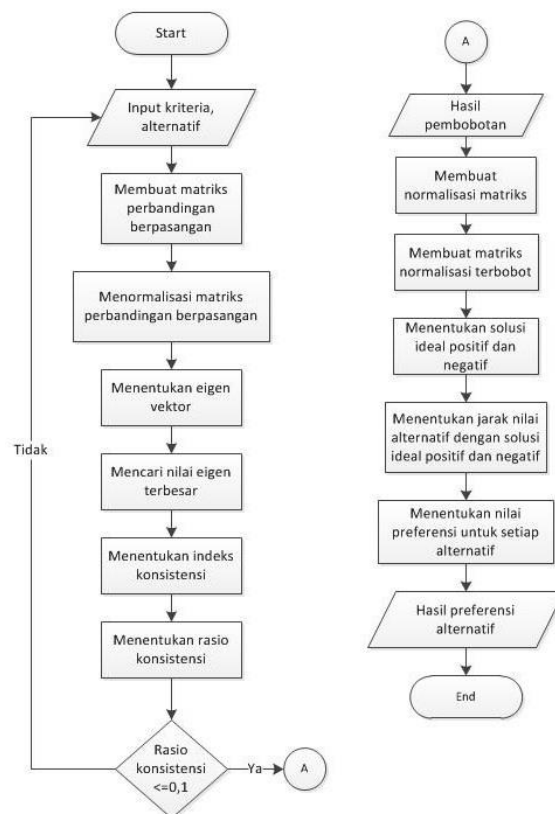 Start
Input kriteria,
alternatif
Membuat matriks
perbandingan
berpasangan
Menormalisasi matriks
perbandingan berpasangan
Menentukan eigen
vektor
Mencari nilai eigen
terbesar
Menentukan indeks
konsistensi
Menentukan rasio
konsistensi
Rasio
konsistensi
<=0,1
Tidak
Ya
A
A
Hasil
pembobotan
Membuat
normalisasi matriks
Membuat matriks
normalisasi terbobot
Menentukan solusi
ideal positif dan
negatif
Menentukan jarak nilai
alternatif dengan solusi
ideal positif dan negatif
Menentukan nilai
preferensi untuk setiap
alternatif
Hasil preferensi
alternatif
End